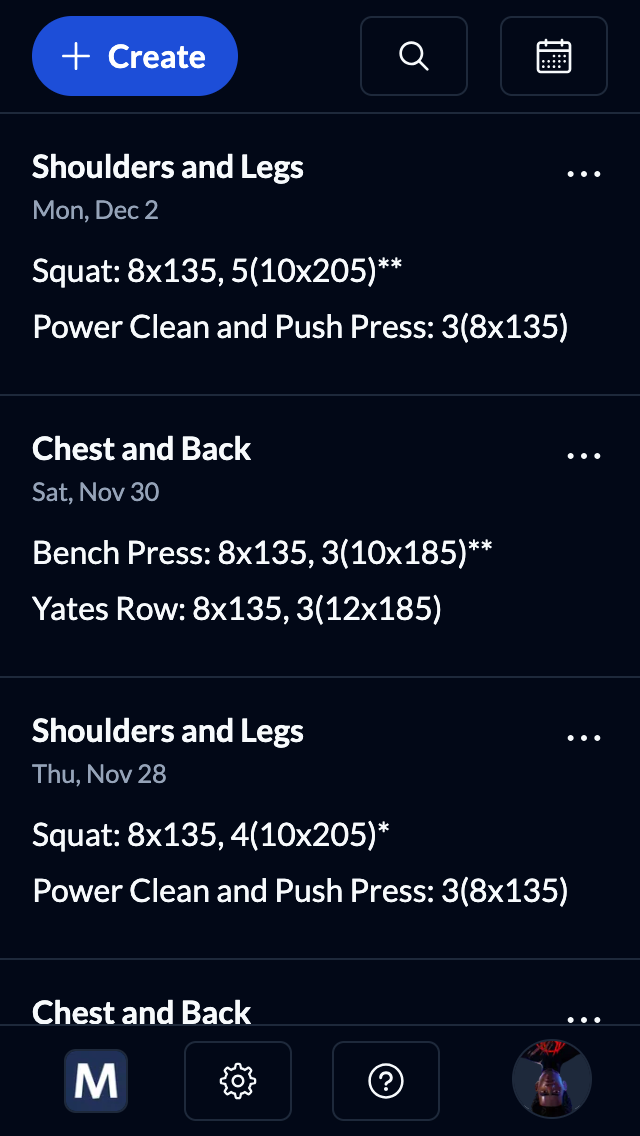 Create
Shoulders and Legs
Mon, Dec 2
Squat: 8x135, 5(10x205)**
Power Clean and Push Press: 3(8x135)
Chest and Back
Sat, Nov 30
Bench Press: 8x135, 3(10x185)**
Yates Row: 8x135, 3(12x185)
Shoulders and Legs
Thu, Nov 28
Squat: 8x135, 4(10x205)*
Power Clean and Push Press: 3(8x135)
Chest and Back
M